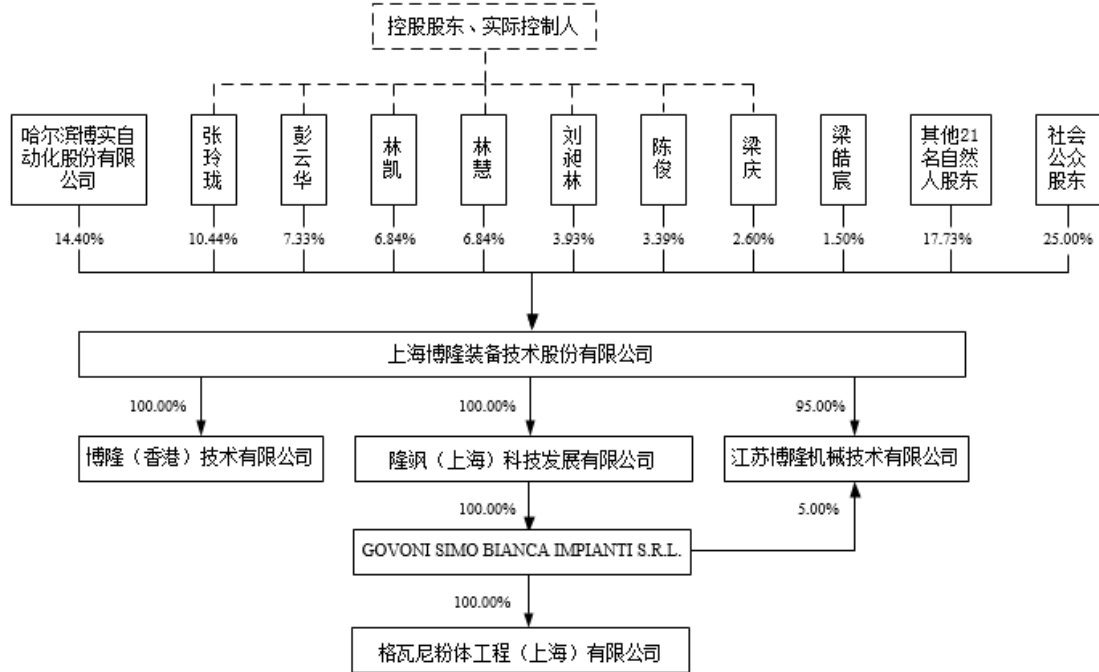 控股股东、实际控制人
哈尔滨博实自
动化股份有限
公司
张
玲
珑
彭
云
华
林
凯
林
慧
刘
昶
林
陈
俊
梁
庆
梁
皓
宸
其他21
名自然
人股东
社会
公众
股东
14.40%
10.44%
7.33%
6.84%
6.84%
3.93%
3.39%
2.60%
1.50%
17.73%
25.00%
上海博隆装备技术股份有限公司
100.00%
100.00%
95.00%
博隆（香港）技术有限公司
隆飒（上海）科技发展有限公司
江苏博隆机械技术有限公司
100.00%
5.00%
GOVONI SIMO BIANCA IMPIANTI S.R.L.
100.00%
格瓦尼粉体工程（上海）有限公司